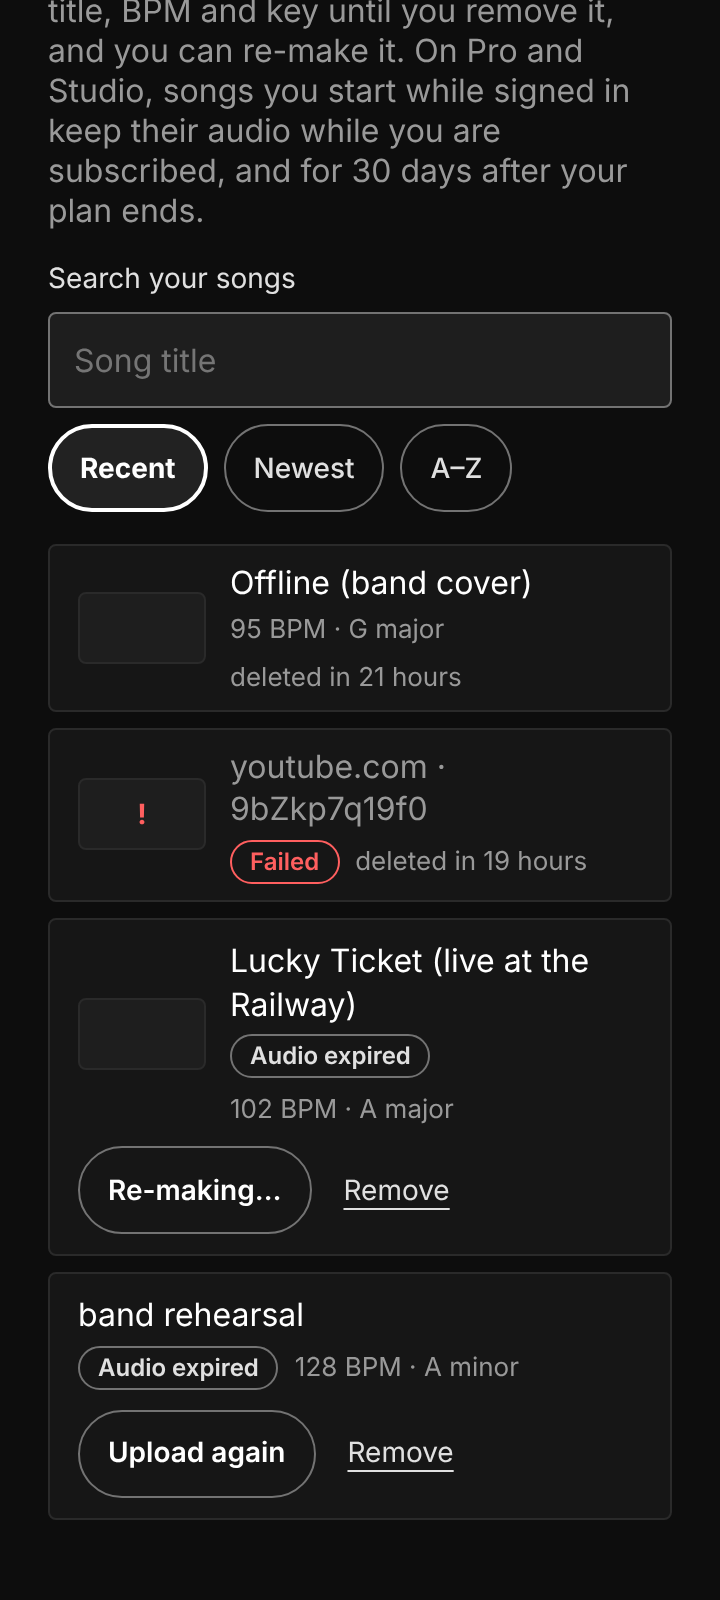 title, BPM and key until you remove it,
and you can re-make it. On Pro and
Studio, songs you start while signed in
keep their audio while you are
subscribed, and for 30 days after your
plan ends.
Search your songs
Song title
Recent
Newest
A–Z
Offline (band cover)
95 BPM · G major
deleted in 21 hours
youtube.com ·
!
9bZkp7q19f0
Failed
deleted in 19 hours
Lucky Ticket (live at the
Railway)
Audio expired
102 BPM · A major
Re-making...
Remove
band rehearsal
Audio expired
128 BPM · A minor
Upload again
Remove